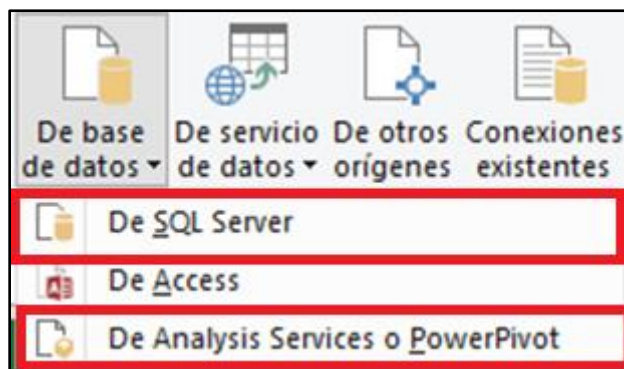 De base
de datos
De servicio
de datos
De otros
orígenes
Conexiones
existentes
De SQL Server
De Access
De Analysis Services o PowerPivot